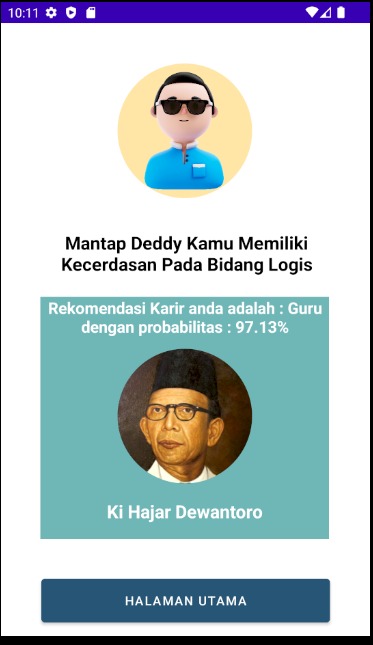 10:11
Mantap Deddy Kamu Memiliki
Kecerdasan Pada Bidang Logis
Rekomendasi Karir anda adalah : Guru
dengan probabilitas : 97.13%
Ki Hajar Dewantoro
HALAMAN UTAMA